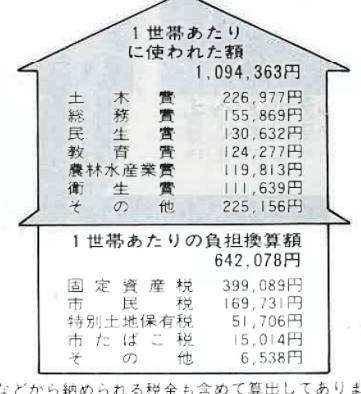 1世帯あたり
に使われた額
1,094,363円
土木費 226,977円
総務費 155,869円
民生費 130,632円
教育費 124,277円
農林水産業費 119,813円
衛生費 111,639円
その他 225,156円
1世帯あたりの負担換算額
642,078円
固定資産税 399,089円
市民税 169,731円
特別土地保有税 51,706円
市たばこ税 15,014円
その他 6,538円
などから納められる税金も含めて算出してありま